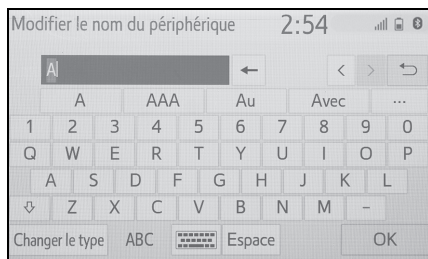 Modifier le nom du périphérique 2:54
A
A AAA Au Avec ...
1 2 3 4 5 6 7 8 9 0
Q W E R T Y U I O P
A S D F G H J K L
Z X C V B N M -
Changer le type ABC Espace OK